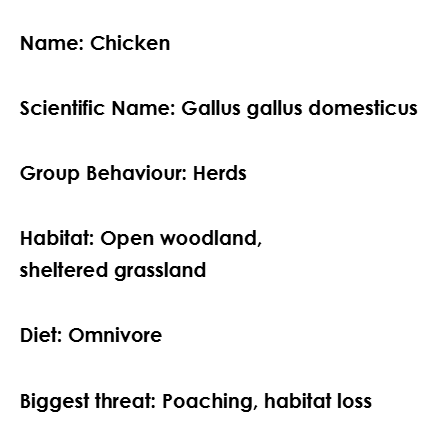 Name: Chicken
Scientific Name: Gallus gallus domesticus
Group Behaviour: Herds
Habitat: Open woodland,
sheltered grassland
Diet: Omnivore
Biggest threat: Poaching, habitat loss